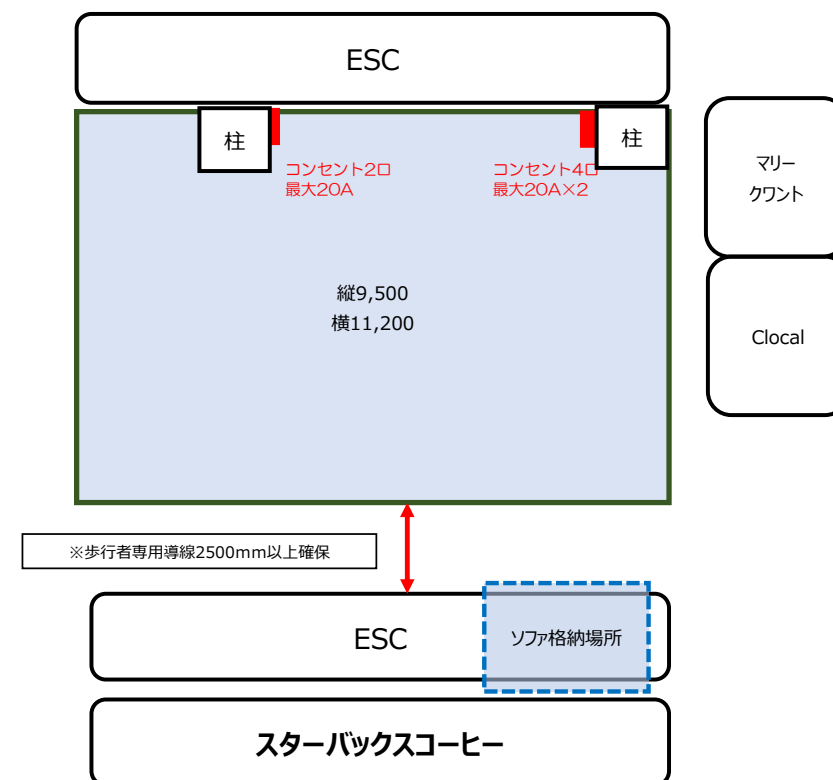 ESC
柱
柱
コンセント2口
最大20A
コンセント4口
最大20A×2
マリー
クワント
縦9,500
横11,200
Clocal
※歩行者専用導線2500mm以上確保
ESC
ソファ格納場所
スターバックスコーヒー